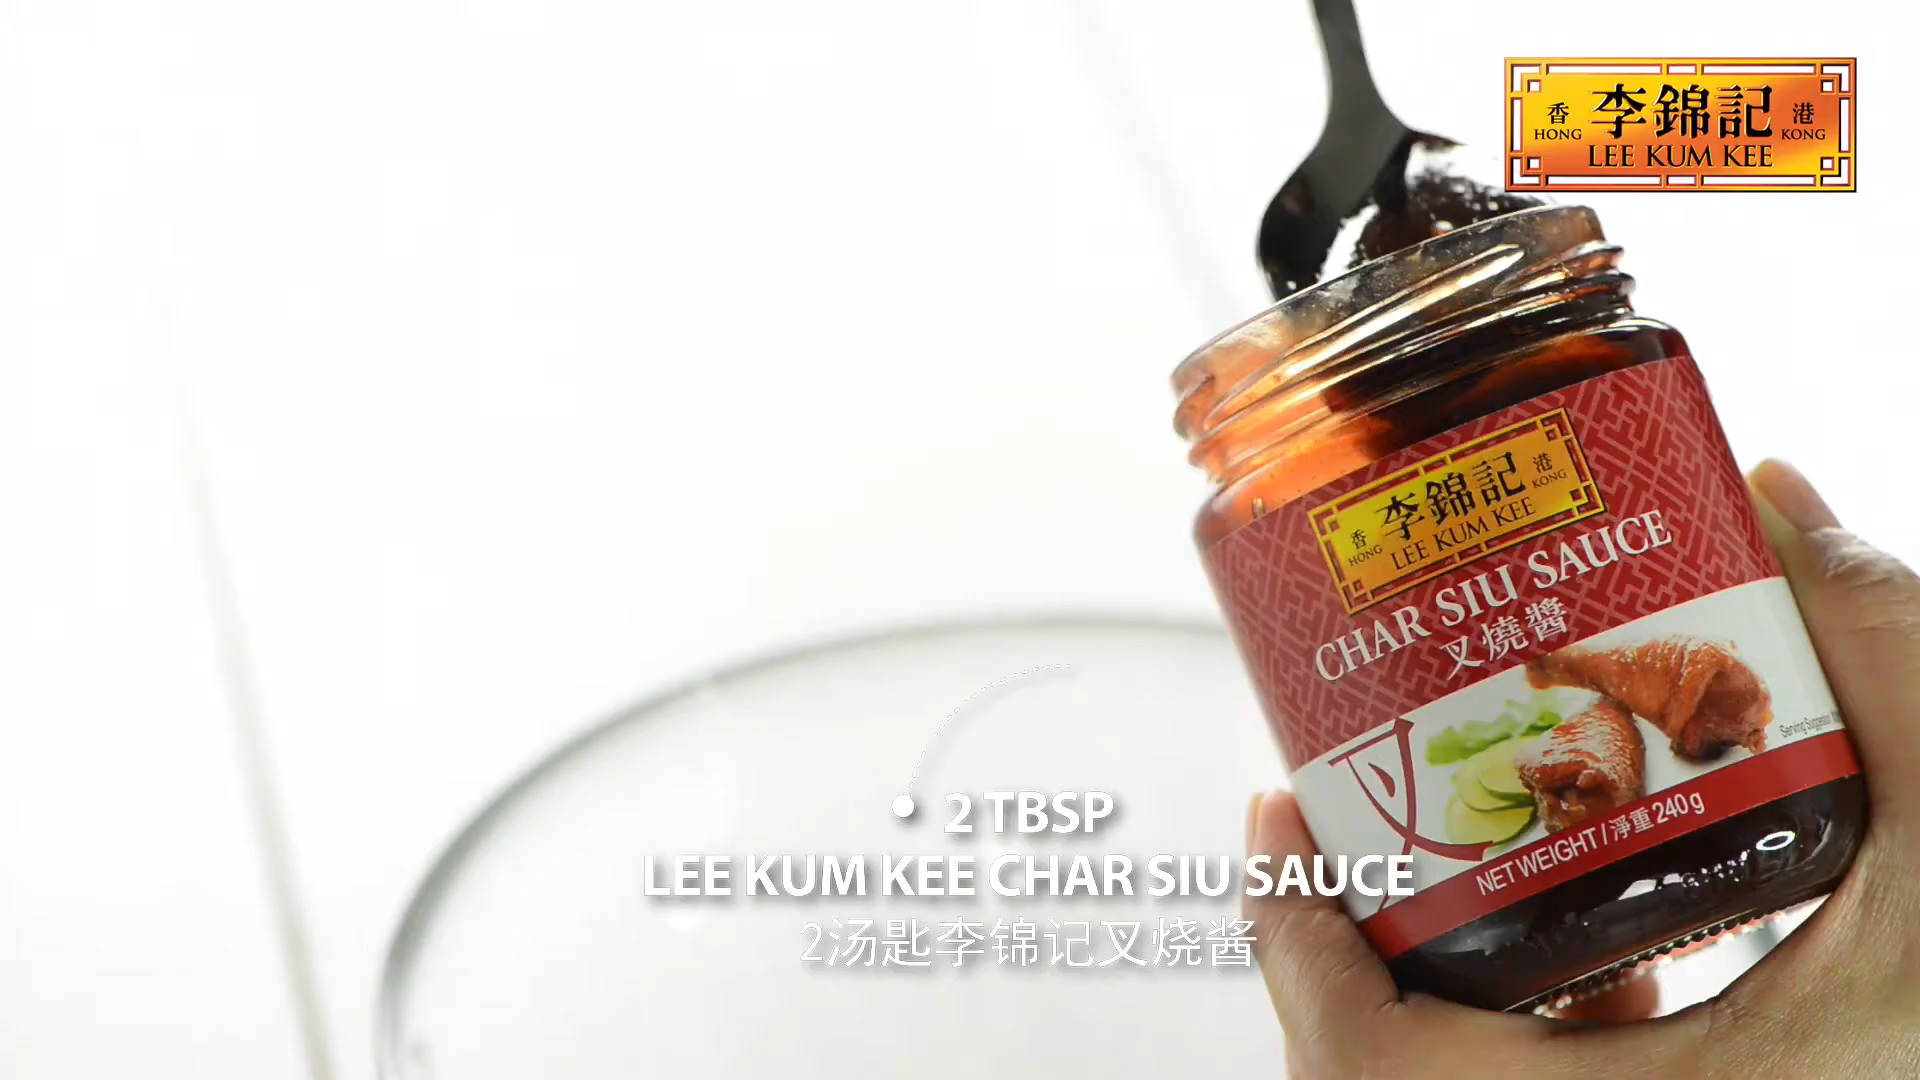 香 李錦記 港
HONG LEE KUM KEE KONG
香 李錦記 港
HONG LEE KUM KEE KONG
CHAR SIU SAUCE
叉燒醬
叉
NET WEIGHT / 淨重 240g
2 TBSP
LEE KUM KEE CHAR SIU SAUCE
2汤匙李锦记叉烧酱